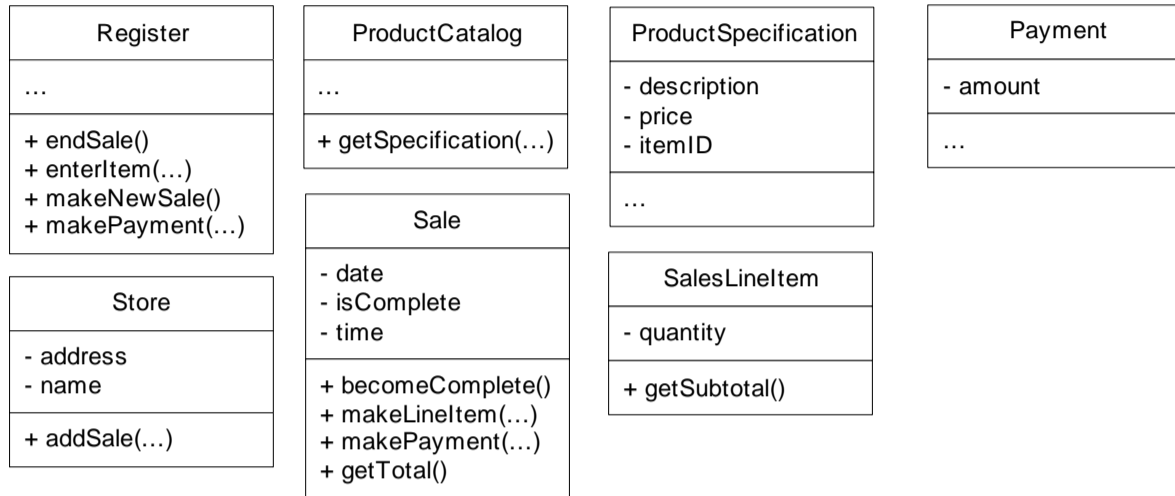 Register
...
+ endSale()
+ enterItem(...)
+ makeNewSale()
+ makePayment(...)
ProductCatalog
...
+ getSpecification(...)
ProductSpecification
- description
- price
- itemID
...
Payment
- amount
...
Store
- address
- name
+ addSale(...)
Sale
- date
- isComplete
- time
+ becomeComplete()
+ makeLineItem(...)
+ makePayment(...)
+ getTotal()
SalesLineItem
- quantity
+ getSubtotal()